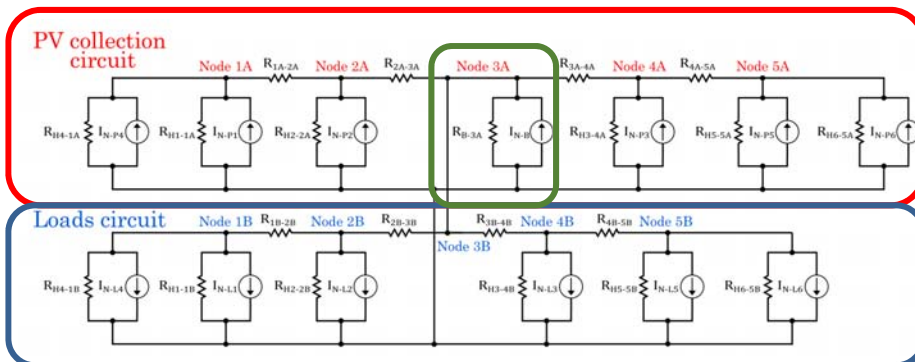 PV collection
circuit
Node 1A R1A-2A Node 2A R2A-3A Node 3A R3A-4A Node 4A R4A-5A Node 5A
RH4-1A IN-P4 RH1-1A IN-P1 RH2-2A IN-P2 RB-3A IN-B RH3-4A IN-P3 RH5-5A IN-P5 RH6-5A IN-P6
Loads circuit
Node 1B R1B-2B Node 2B R2B-3B Node 3B R3B-4B Node 4B R4B-5B Node 5B
RH4-1B IN-L4 RH1-1B IN-L1 RH2-2B IN-L2 RH3-4B IN-L3 RH5-5B IN-L5 RH6-5B IN-L6